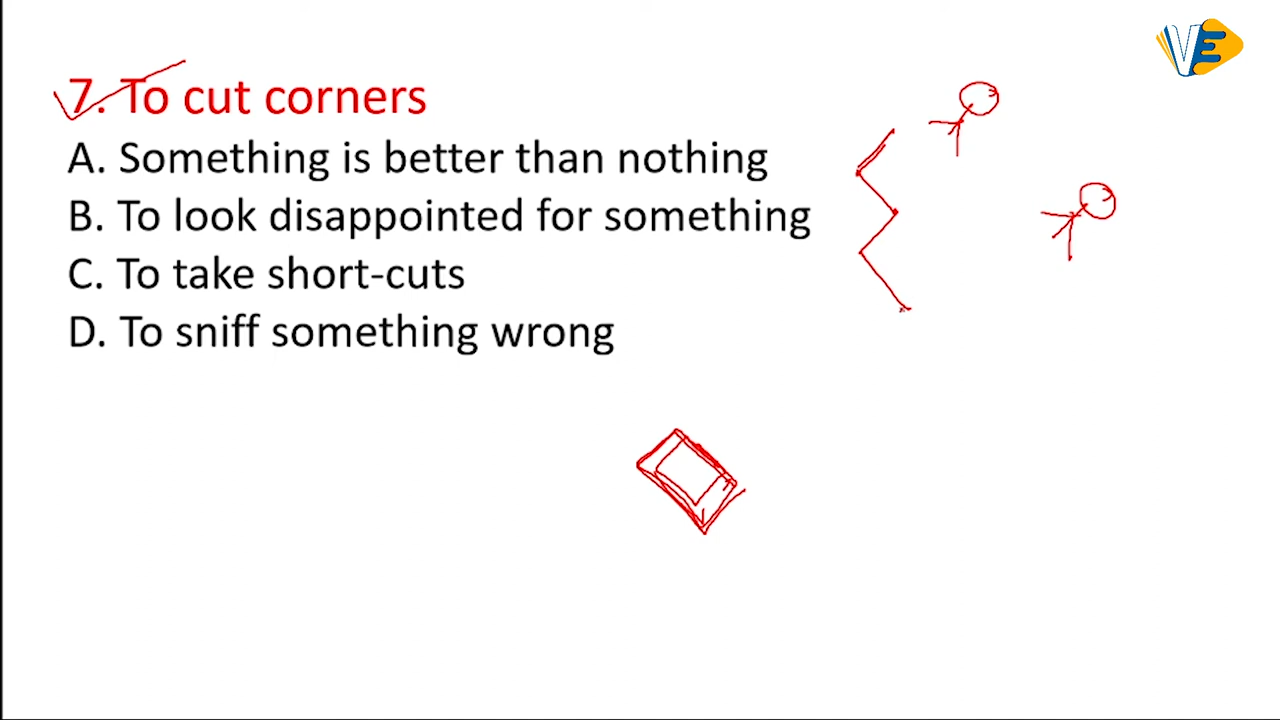 VE
7. To cut corners
A. Something is better than nothing
B. To look disappointed for something
C. To take short-cuts
D. To sniff something wrong